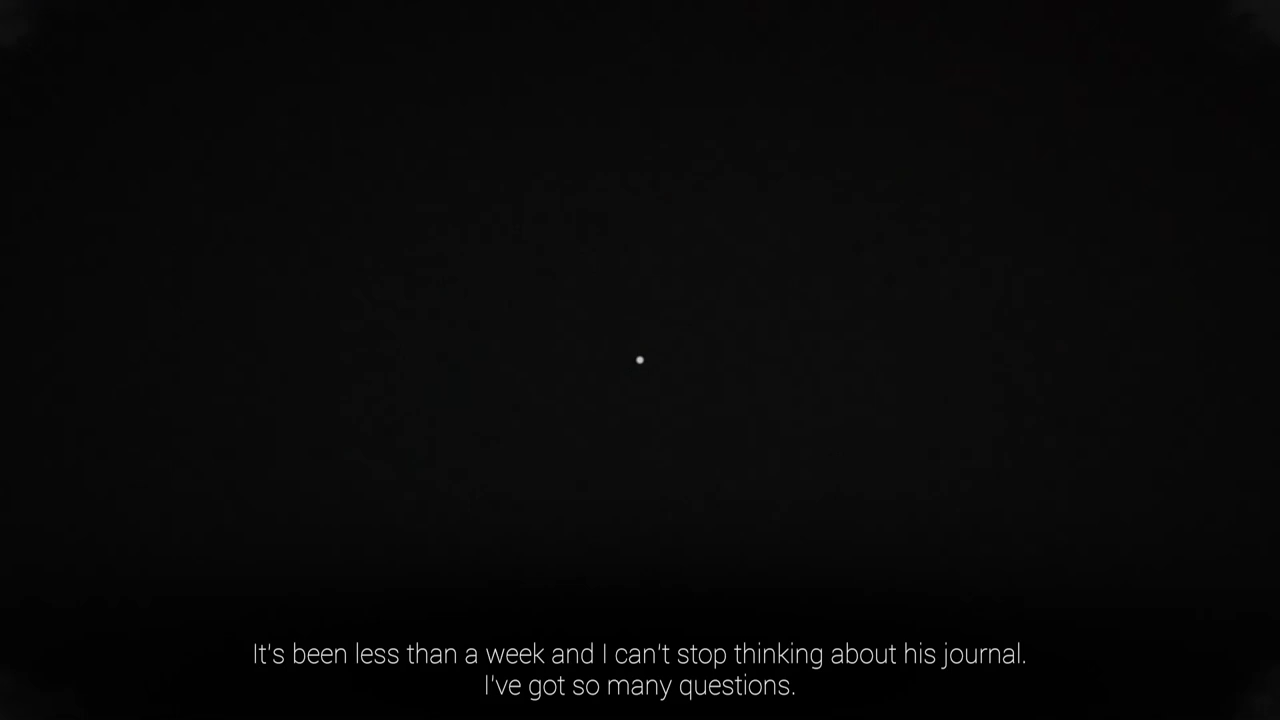 It's been less than a week and I can't stop thinking about his journal.
I've got so many questions.